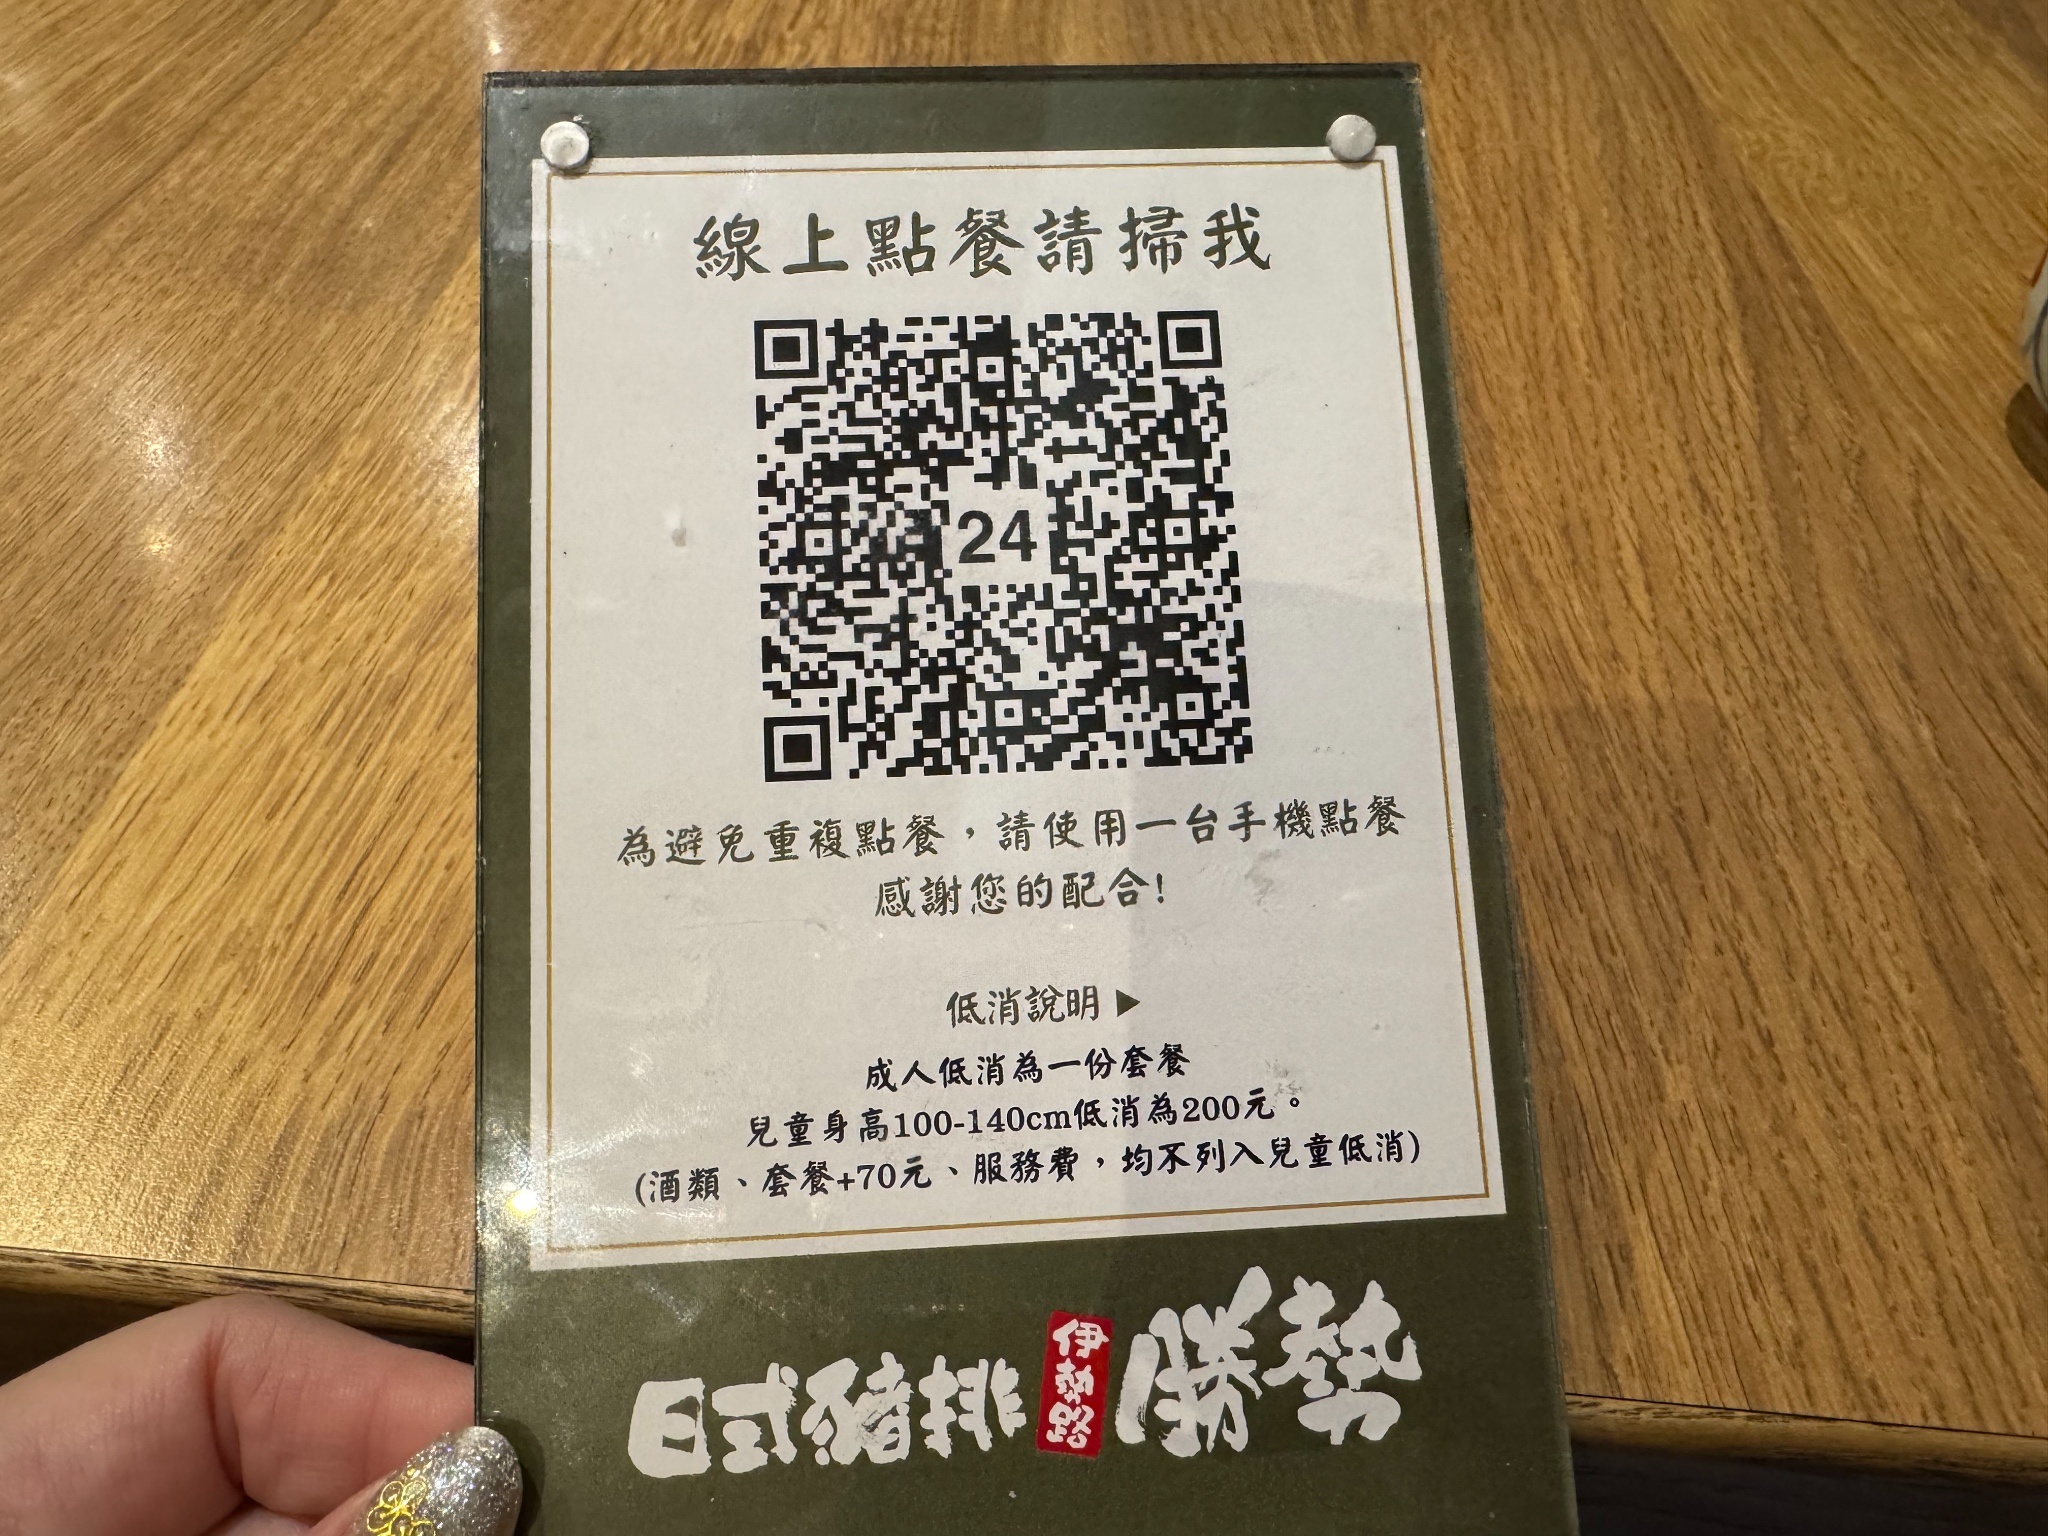 線上點餐請掃我
24
為避免重複點餐，請使用一台手機點餐
感謝您的配合！
低消說明▶
成人低消為一份套餐
兒童身高100-140cm低消為200元。
(酒類、套餐+70元、服務費，均不列入兒童低消)
日式豬排 伊勢路 勝勢